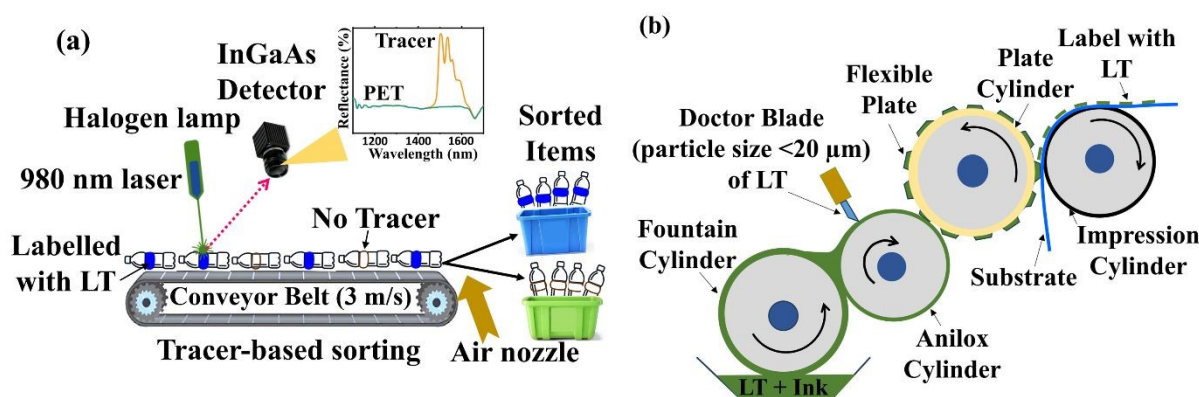 (a)
InGaAs
Detector
Halogen lamp
980 nm laser
Labelled
with LT
No Tracer
Conveyor Belt (3 m/s)
Tracer-based sorting
Air nozzle
Sorted
Items
Tracer
PET
Reflectance (%)
1200 1400 1600
Wavelength (nm)
(b)
Label with
LT
Plate
Cylinder
Flexible
Plate
Doctor Blade
(particle size <20 μm)
of LT
Fountain
Cylinder
Substrate
Impression
Cylinder
Anilox
Cylinder
LT + Ink